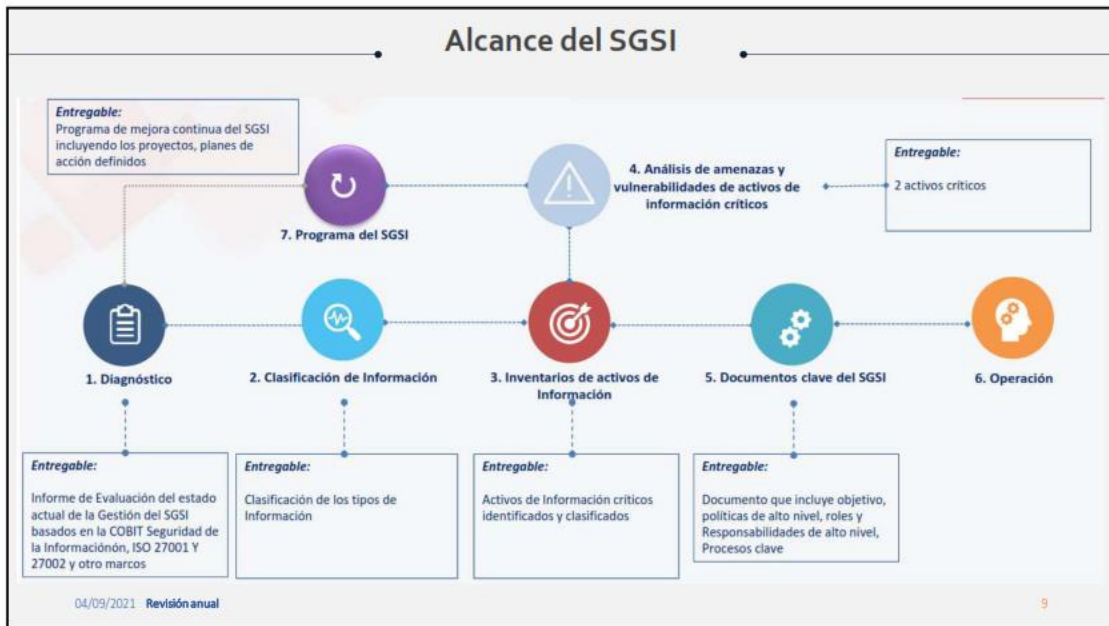 Alcance del SGSI
Entregable:
Programa de mejora continua del SGSI
incluyendo los proyectos, planes de
acción definidos
7. Programa del SGSI
4. Análisis de amenazas y
vulnerabilidades de activos de
información críticos
Entregable:
2 activos críticos
1. Diagnóstico
2. Clasificación de Información
3. Inventarios de activos de
Información
5. Documentos clave del SGSI
6. Operación
Entregable:
Informe de Evaluación del estado
actual de la Gestión del SGSI
basados en la COBIT Seguridad de
la Informaciónón, ISO 27001 Y
27002 y otro marcos
Entregable:
Clasificación de los tipos de
Información
Entregable:
Activos de Información críticos
identificados y clasificados
Entregable:
Documento que incluye objetivo,
políticas de alto nivel, roles y
Responsabilidades de alto nivel,
Procesos clave
04/09/2021 Revisión anual
9